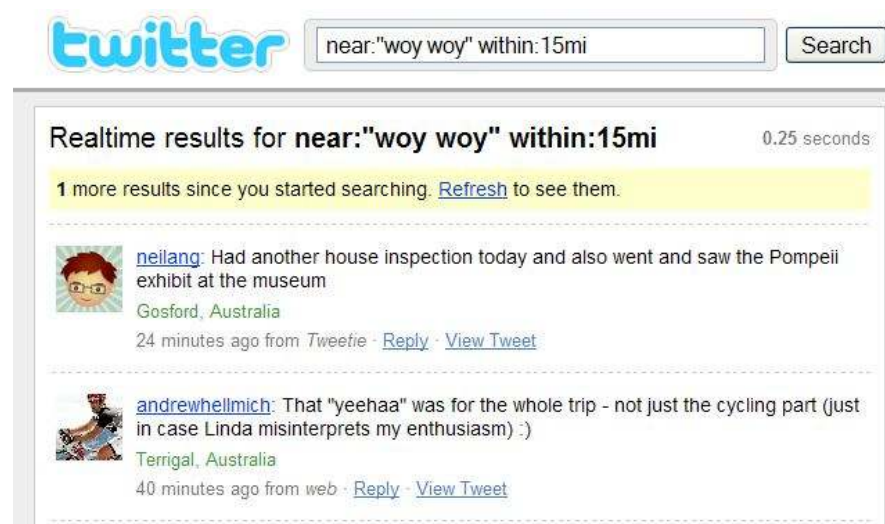 twitter
near:"woy woy" within:15mi
Search
Realtime results for near:"woy woy" within:15mi
0.25 seconds
1 more results since you started searching. Refresh to see them.
neilang: Had another house inspection today and also went and saw the Pompeii
exhibit at the museum
Gosford, Australia
24 minutes ago from Tweetie · Reply · View Tweet
andrewhellmich: That "yeehaa" was for the whole trip - not just the cycling part (just
in case Linda misinterprets my enthusiasm) :)
Terrigal, Australia
40 minutes ago from web · Reply · View Tweet